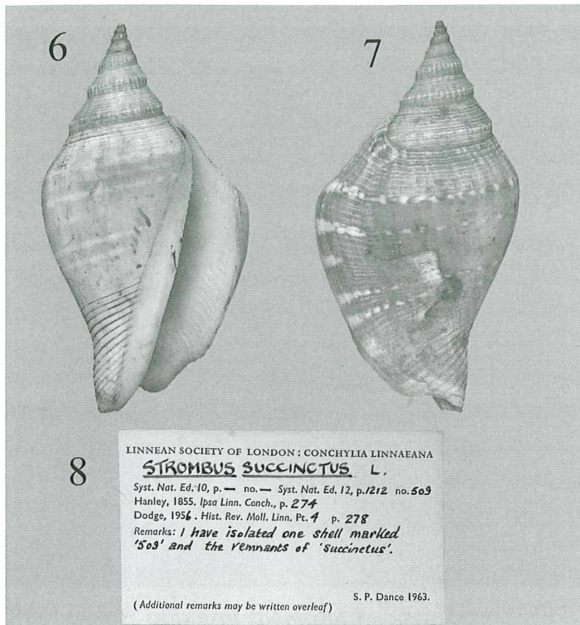 6
7
8
LINNEAN SOCIETY OF LONDON: CONCHYLIA LINNAEANA
STROMBUS SUCCINCTUS L.
Syst. Nat. Ed. 10, p. — no. — Syst. Nat. Ed. 12, p. 1212 no. 509
Hanley, 1855. Ipsa Linn. Conch., p. 274
Dodge, 1956. Hist. Rev. Moll. Linn. Pt. 4 p. 278
Remarks: I have isolated one shell marked
'509' and the remnants of 'succinctus'.
S. P. Dance 1963.
(Additional remarks may be written overleaf)